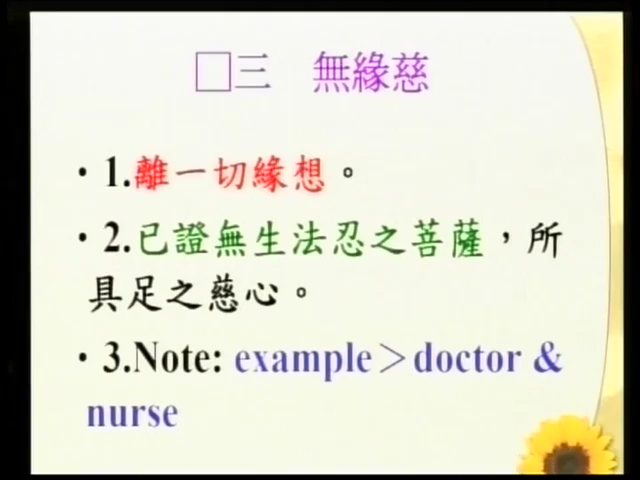 □三 無緣慈
• 1.離一切緣想。
• 2.已證無生法忍之菩薩，所
具足之慈心。
• 3.Note: example＞doctor &
nurse